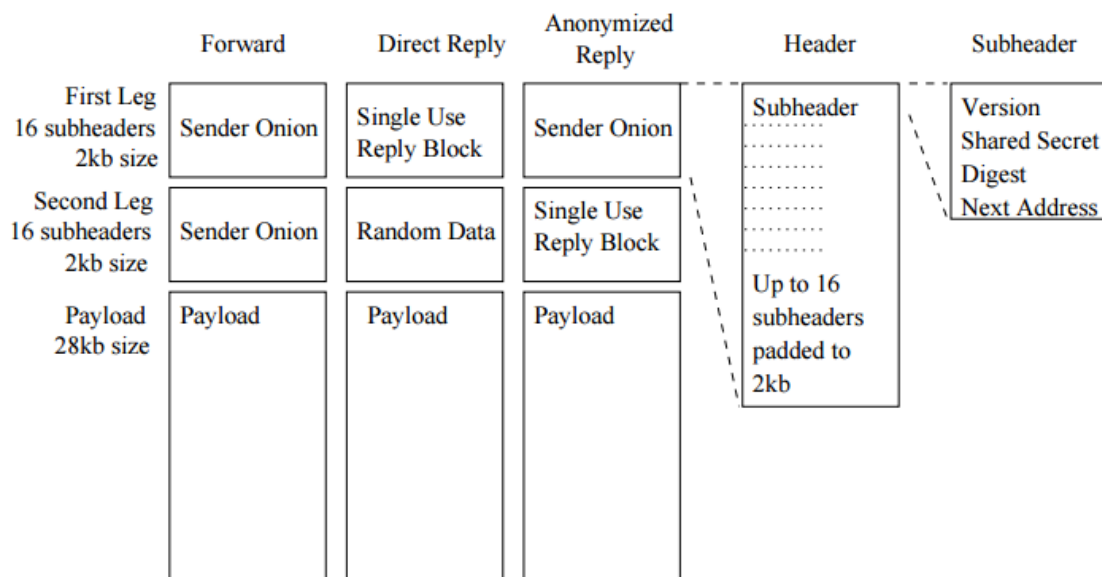 Forward
Direct Reply
Anonymized
Reply
Header
Subheader
First Leg
16 subheaders
2kb size
Sender Onion
Single Use
Reply Block
Sender Onion
Subheader
Version
Shared Secret
Digest
Next Address
Second Leg
16 subheaders
2kb size
Sender Onion
Random Data
Single Use
Reply Block
Up to 16
subheaders
padded to
2kb
Payload
28kb size
Payload
Payload
Payload